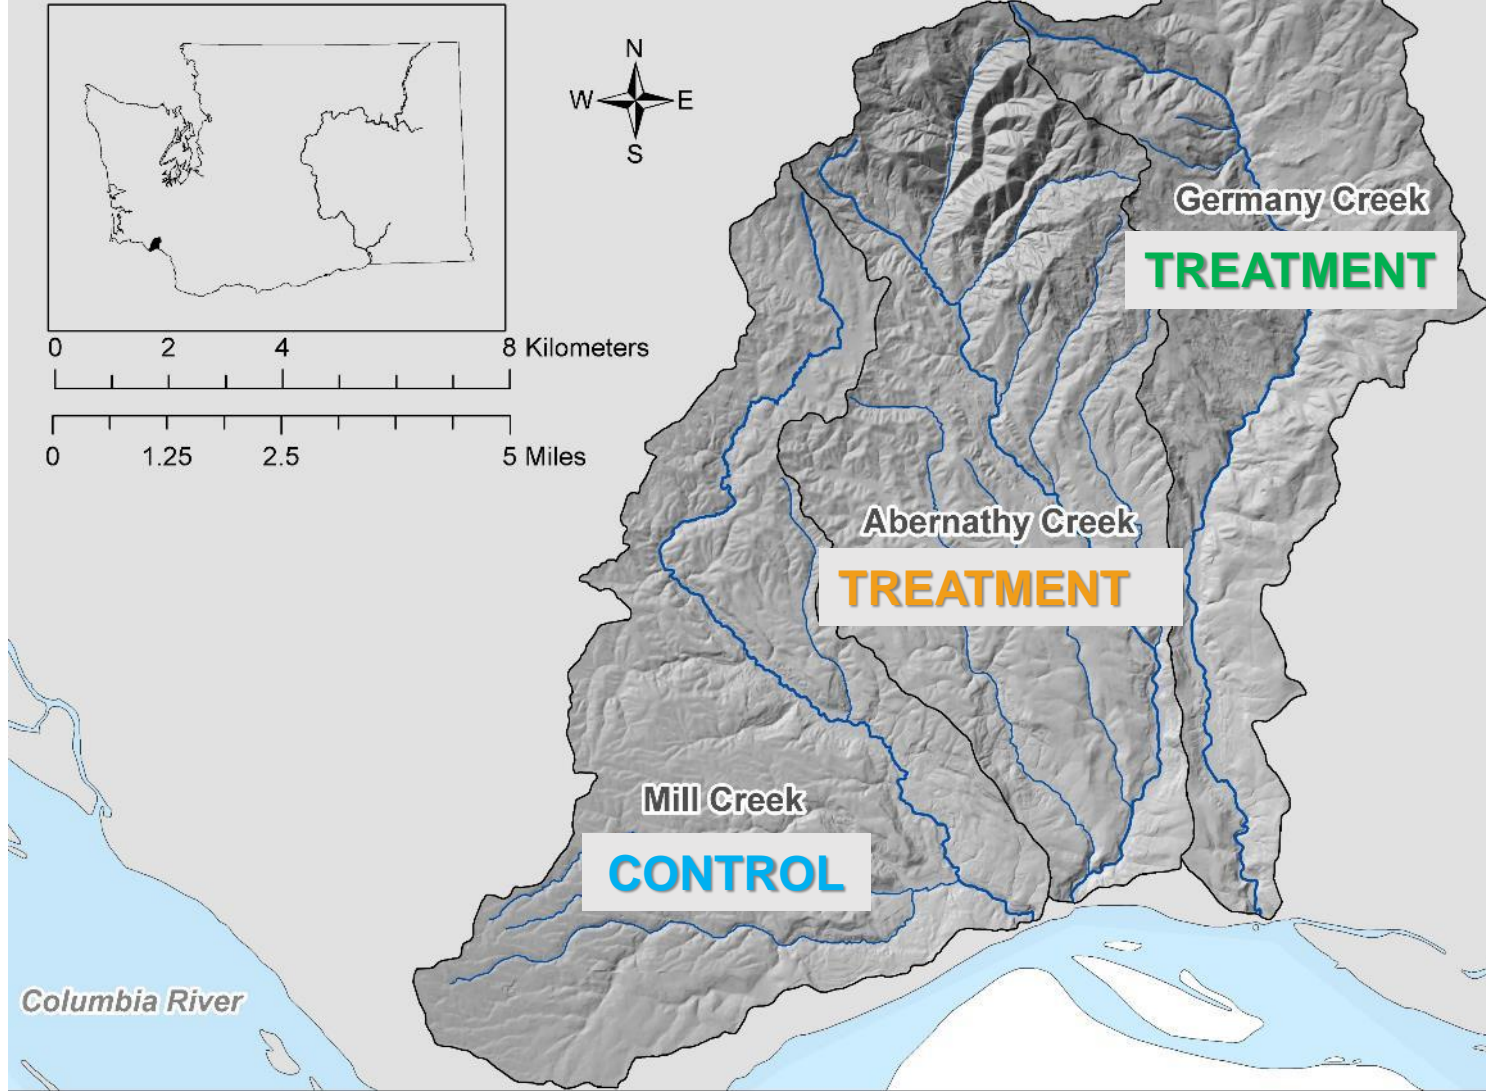 N
W E
S
0 2 4 8 Kilometers
0 1.25 2.5 5 Miles
Germany Creek
TREATMENT
Abernathy Creek
TREATMENT
Mill Creek
CONTROL
Columbia River